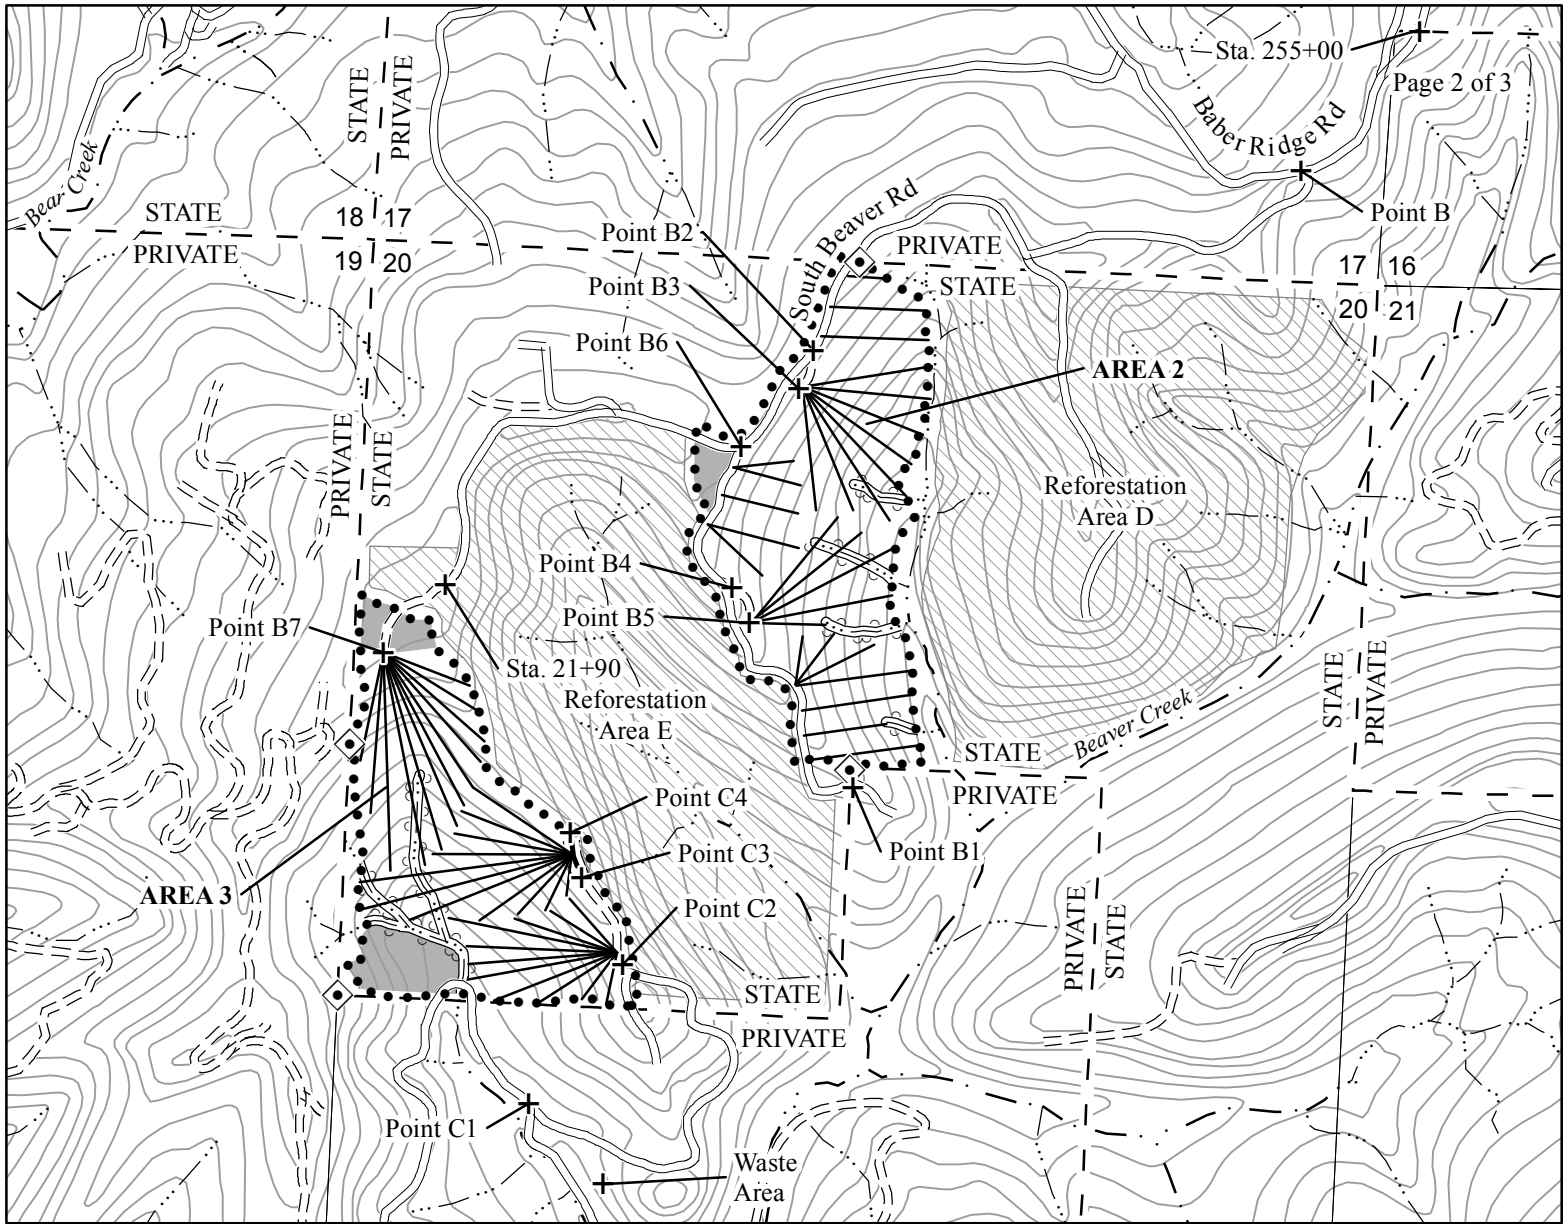 Sta. 255+00
Page 2 of 3
Baber Ridge Rd
STATE
PRIVATE
Bear Creek
STATE
18 17
Point B
South Beaver Rd
Point B2
PRIVATE
PRIVATE
19 20
17 16
STATE
Point B3
20 21
Point B6
AREA 2
PRIVATE
STATE
Reforestation
Area D
Point B4
Point B5
Point B7
Sta. 21+90
Reforestation
Area E
STATE
PRIVATE
Beaver Creek
STATE
PRIVATE
Point C4
Point C3
Point B1
AREA 3
Point C2
PRIVATE
STATE
STATE
PRIVATE
Point C1
Waste
Area